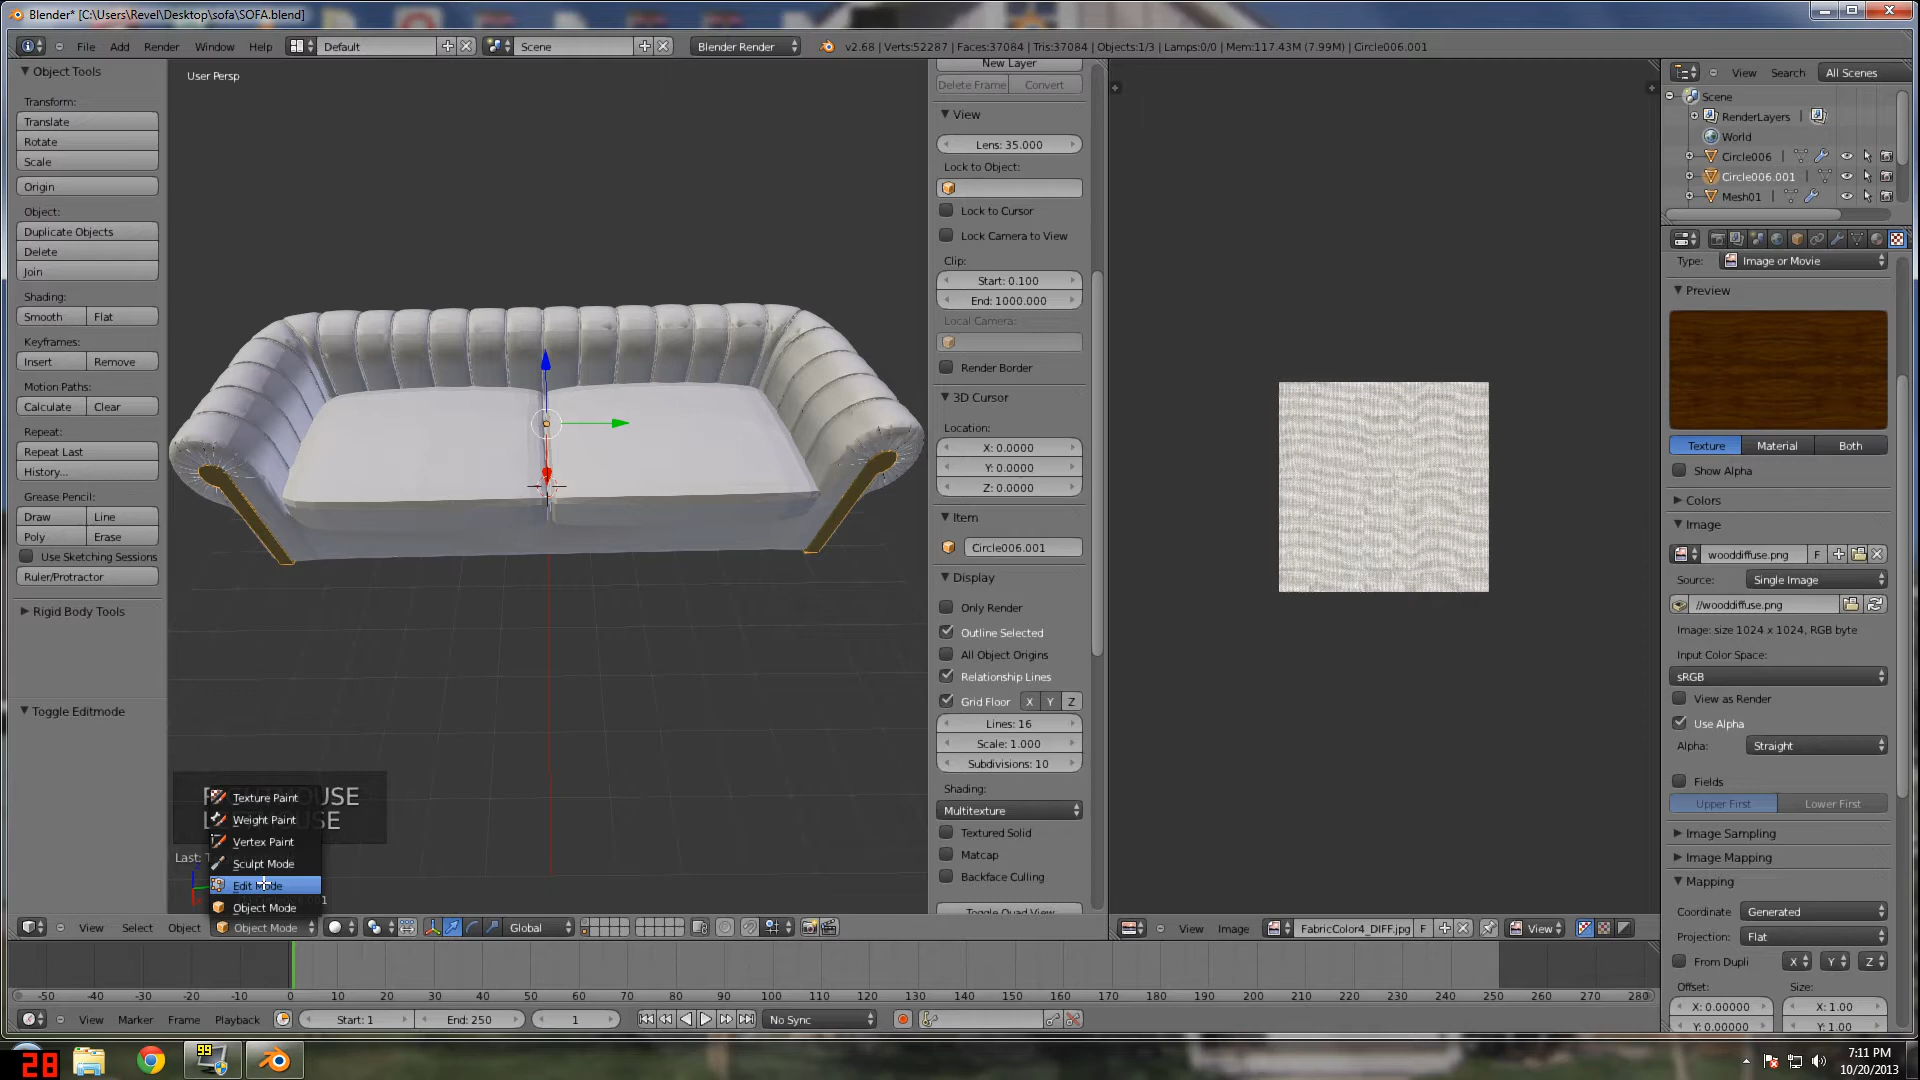 Blender* [C:\Users\Revel\Desktop\sofa\SOFA.blend]
File Add Render Window Help Default Scene Blender Render v2.68 | Verts:52287 | Faces:37084 | Tris:37084 | Objects:1/3 | Lamps:0/0 | Mem:117.43M (7.99M) | Circle006.001
Object Tools
Transform:
Translate
Rotate
Scale
Origin
Object:
Duplicate Objects
Delete
Join
Shading:
Smooth Flat
Keyframes:
Insert Remove
Motion Paths:
Calculate Clear
Repeat:
Repeat Last
History...
Grease Pencil:
Draw Line
Poly Erase
Use Sketching Sessions
Ruler/Protractor
Rigid Body Tools
Toggle Editmode
User Persp
Texture Paint
Weight Paint
Vertex Paint
Sculpt Mode
Edit Mode
Object Mode
Last:
View Select Object Object Mode Global
New Layer
Delete Frame Convert
View
Lens: 35.000
Lock to Object:
Lock to Cursor
Lock Camera to View
Clip:
Start: 0.100
End: 1000.000
Local Camera:
Render Border
3D Cursor
Location:
X: 0.0000
Y: 0.0000
Z: 0.0000
Item
Circle006.001
Display
Only Render
Outline Selected
All Object Origins
Relationship Lines
Grid Floor X Y Z
Lines: 16
Scale: 1.000
Subdivisions: 10
Shading:
Multitexture
Textured Solid
Matcap
Backface Culling
Toggle Quad View
View Image FabricColor4_DIFF.jpg F View
View Search All Scenes
Scene
RenderLayers
World
Circle006
Circle006.001
Mesh01
Type: Image or Movie
Preview
Texture Material Both
Show Alpha
Colors
Image
wooddiffuse.png F
Source: Single Image
//wooddiffuse.png
Image: size 1024 x 1024, RGB byte
Input Color Space:
sRGB
View as Render
Use Alpha
Alpha: Straight
Fields
Upper First Lower First
Image Sampling
Image Mapping
Mapping
Coordinate Generated
Projection: Flat
From Dupli X Y Z
Offset: Size:
X: 0.00000 X: 1.00
Y: 0.00000 Y: 1.00
-50 -40 -30 -20 -10 0 10 20 30 40 50 60 70 80 90 100 110 120 130 140 150 160 170 180 190 200 210 220 230 240 250 260 270 280
View Marker Frame Playback Start: 1 End: 250 1 No Sync
28
99
7:11 PM
10/20/2013